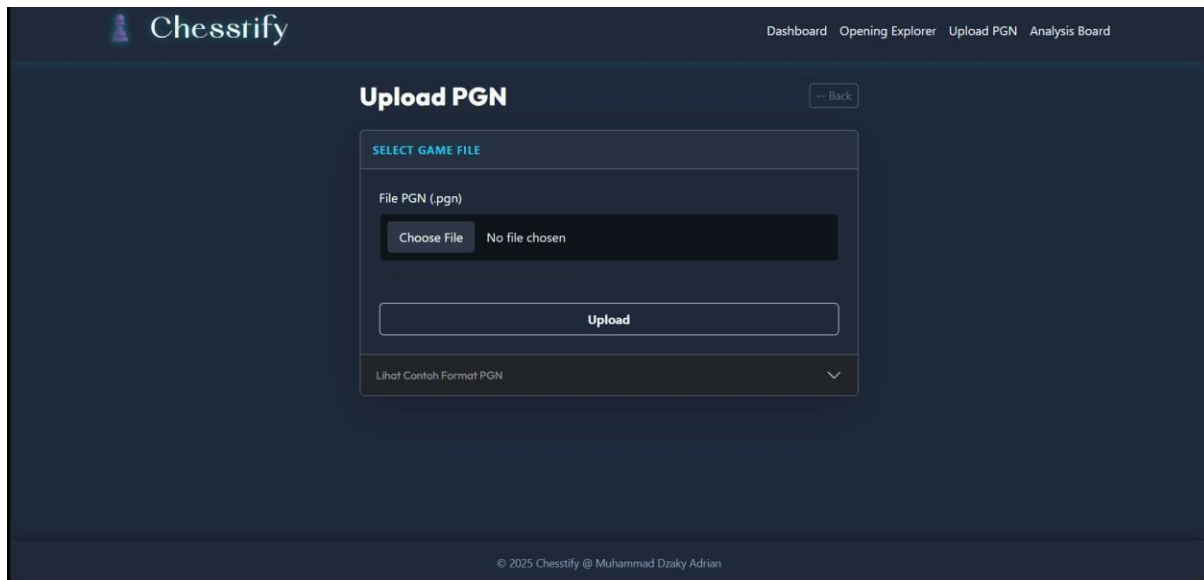 Chesstify
Dashboard Opening Explorer Upload PGN Analysis Board
Upload PGN
← Back
SELECT GAME FILE
File PGN (.pgn)
Choose File No file chosen
Upload
Lihat Contoh Format PGN
© 2025 Chesstify @ Muhammad Dzaky Adrian